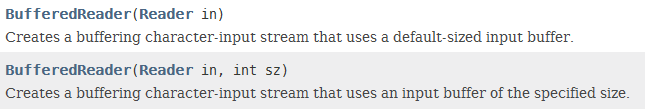 BufferedReader(Reader in)
Creates a buffering character-input stream that uses a default-sized input buffer.
BufferedReader(Reader in, int sz)
Creates a buffering character-input stream that uses an input buffer of the specified size.